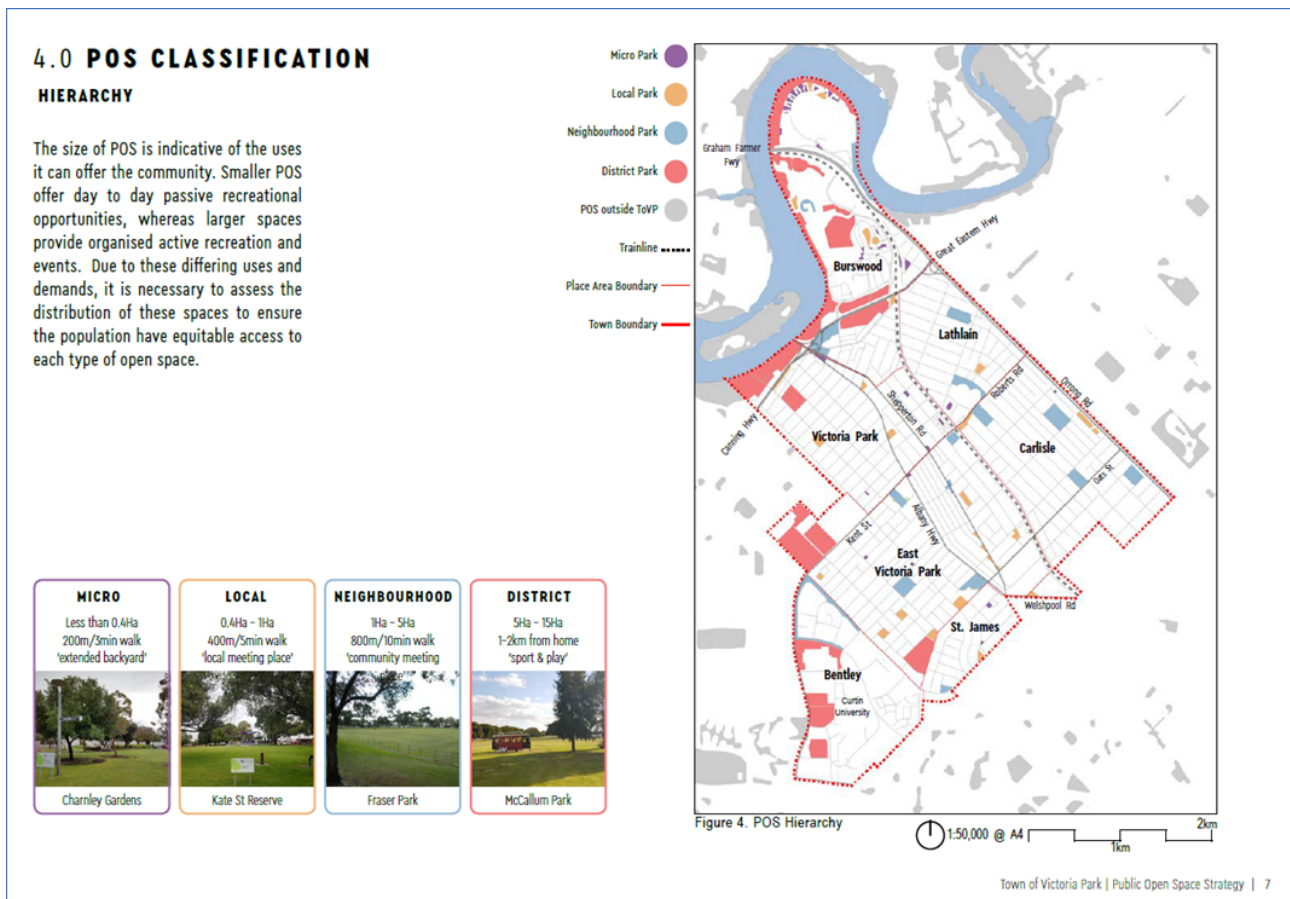 4.0 POS CLASSIFICATION
HIERARCHY
The size of POS is indicative of the uses
it can offer the community. Smaller POS
offer day to day passive recreational
opportunities, whereas larger spaces
provide organised active recreation and
events. Due to these differing uses and
demands, it is necessary to assess the
distribution of these spaces to ensure
the population have equitable access to
each type of open space.
MICRO
Less than 0.4Ha
200m/3min walk
'extended backyard'
Charnley Gardens
LOCAL
0.4Ha - 1Ha
400m/5min walk
'local meeting place'
Kate St Reserve
NEIGHBOURHOOD
1Ha - 5Ha
800m/10min walk
'community meeting
Fraser Park
DISTRICT
5Ha - 15Ha
1-2km from home
'sport & play'
McCallum Park
Micro Park
Local Park
Neighbourhood Park
District Park
POS outside ToVP
Trainline
Place Area Boundary
Town Boundary
Graham Farmer
Fwy
Great Eastern Hwy
Burswood
Lathlain
Roberts Rd
Orrong Rd
Shepperton Rd
Canning Hwy
Victoria Park
Carlisle
Oats St
Kent St
Albany Hwy
East
Victoria Park
Welshpool Rd
St. James
Bentley
Curtin
University
Figure 4. POS Hierarchy
1:50,000 @ A4
1km
2km
Town of Victoria Park | Public Open Space Strategy | 7